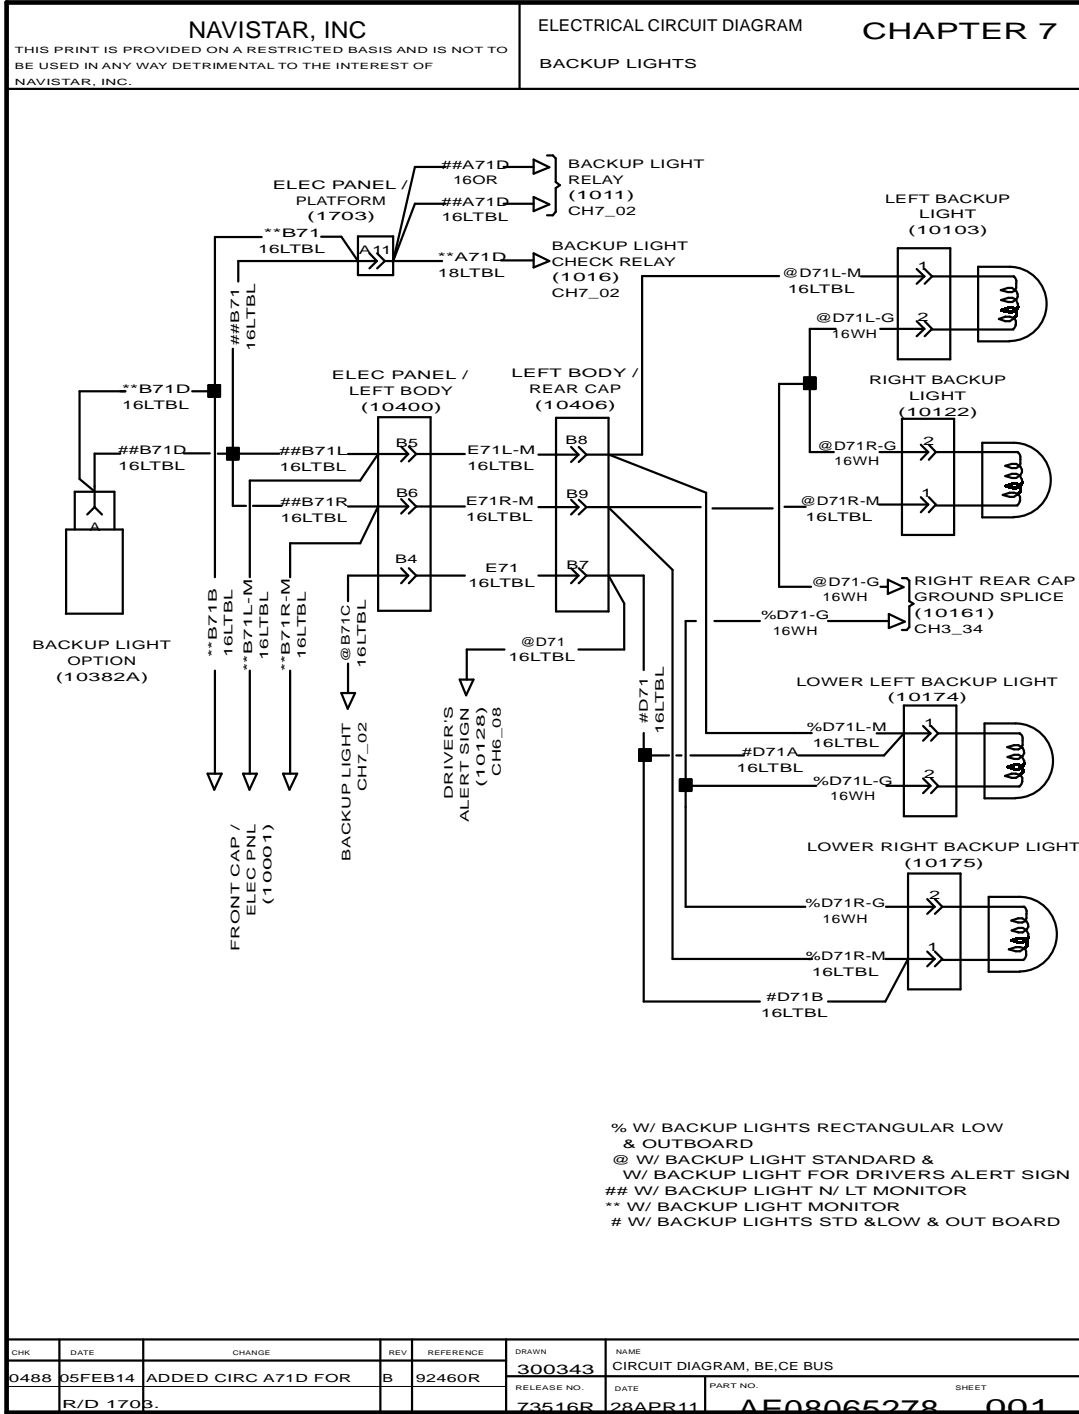 NAVISTAR, INC
THIS PRINT IS PROVIDED ON A RESTRICTED BASIS AND IS NOT TO
BE USED IN ANY WAY DETRIMENTAL TO THE INTEREST OF
NAVISTAR, INC.
ELECTRICAL CIRCUIT DIAGRAM
CHAPTER 7
BACKUP LIGHTS
##A71D
16OR
##A71D
16LTBL
BACKUP LIGHT
RELAY
(1011)
CH7_02
ELEC PANEL /
PLATFORM
(1703)
A11
**B71
16LTBL
##B71
16LTBL
**A71D
18LTBL
BACKUP LIGHT
CHECK RELAY
(1016)
CH7_02
LEFT BACKUP
LIGHT
(10103)
@D71L-M
16LTBL
1
@D71L-G
16WH
2
**B71D
16LTBL
##B71D
16LTBL
A
BACKUP LIGHT
OPTION
(10382A)
ELEC PANEL /
LEFT BODY
(10400)
LEFT BODY /
REAR CAP
(10406)
RIGHT BACKUP
LIGHT
(10122)
##B71L
16LTBL
B5
E71L-M
16LTBL
B8
@D71R-G
16WH
2
##B71R
16LTBL
B6
E71R-M
16LTBL
B9
@D71R-M
16LTBL
1
B4
E71
16LTBL
B7
@D71-G
16WH
%D71-G
16WH
RIGHT REAR CAP
GROUND SPLICE
(10161)
CH3_34
**B71B
16LTBL
**B71L-M
16LTBL
**B71R-M
16LTBL
@B71C
16LTBL
@D71
16LTBL
#D71
16LTBL
FRONT CAP /
ELEC PNL
(10001)
BACKUP LIGHT
CH7_02
DRIVER'S
ALERT SIGN
(10128)
CH6_08
LOWER LEFT BACKUP LIGHT
(10174)
%D71L-M
16LTBL
1
#D71A
16LTBL
%D71L-G
16WH
2
LOWER RIGHT BACKUP LIGHT
(10175)
%D71R-G
16WH
2
%D71R-M
16LTBL
1
#D71B
16LTBL
% W/ BACKUP LIGHTS RECTANGULAR LOW
& OUTBOARD
@ W/ BACKUP LIGHT STANDARD &
W/ BACKUP LIGHT FOR DRIVERS ALERT SIGN
## W/ BACKUP LIGHT N/ LT MONITOR
** W/ BACKUP LIGHT MONITOR
# W/ BACKUP LIGHTS STD &LOW & OUT BOARD
CHK DATE CHANGE REV REFERENCE
0488 05FEB14 ADDED CIRC A71D FOR B 92460R
R/D 1703.
DRAWN
300343
NAME
CIRCUIT DIAGRAM, BE,CE BUS
RELEASE NO.
73516R
DATE
28APR11
PART NO.
AE08065278
SHEET
001